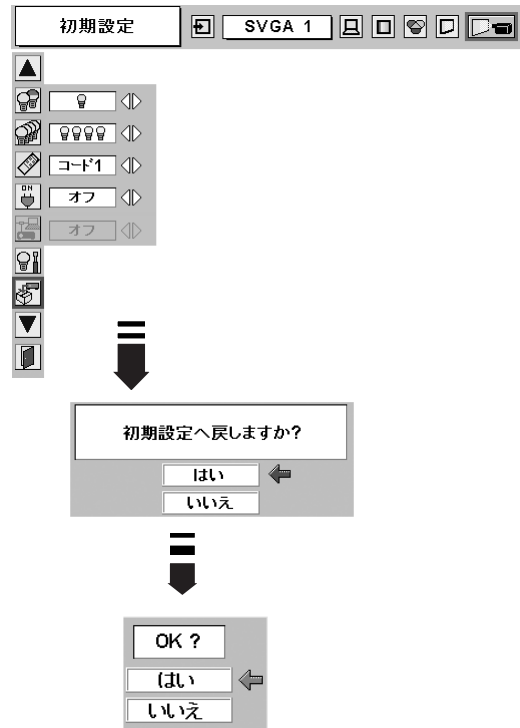 初期設定
SVGA 1
コード1
ON
オフ
オフ
初期設定へ戻しますか?
はい
いいえ
OK ?
はい
いいえ